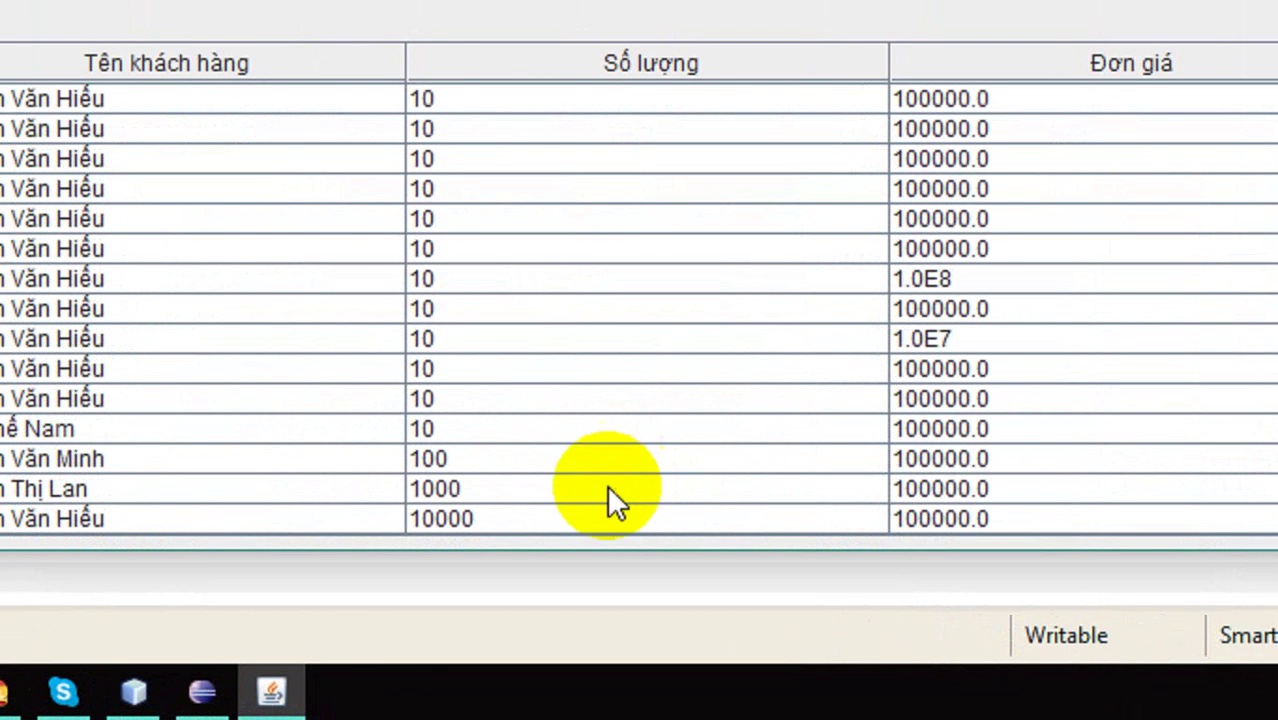 Tên khách hàng Số lượng Đơn giá
Văn Hiếu 10 100000.0
Văn Hiếu 10 100000.0
Văn Hiếu 10 100000.0
Văn Hiếu 10 100000.0
Văn Hiếu 10 100000.0
Văn Hiếu 10 100000.0
Văn Hiếu 10 1.0E8
Văn Hiếu 10 100000.0
Văn Hiếu 10 1.0E7
Văn Hiếu 10 100000.0
Văn Hiếu 10 100000.0
Nam 10 100000.0
Văn Minh 100 100000.0
Thị Lan 1000 100000.0
Văn Hiếu 10000 100000.0
Writable Smart